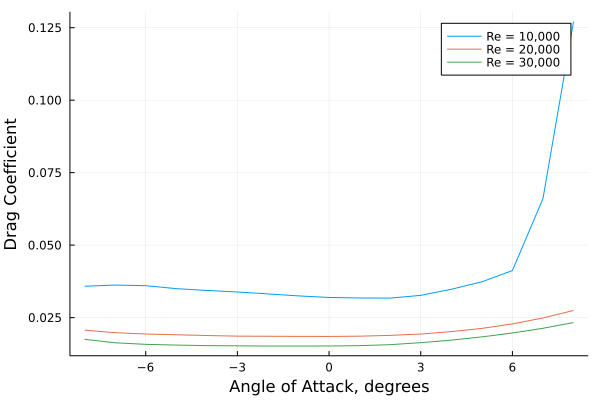 0.125
0.100
0.075
0.050
0.025
Drag Coefficient
Re = 10,000
Re = 20,000
Re = 30,000
−6 −3 0 3 6
Angle of Attack, degrees